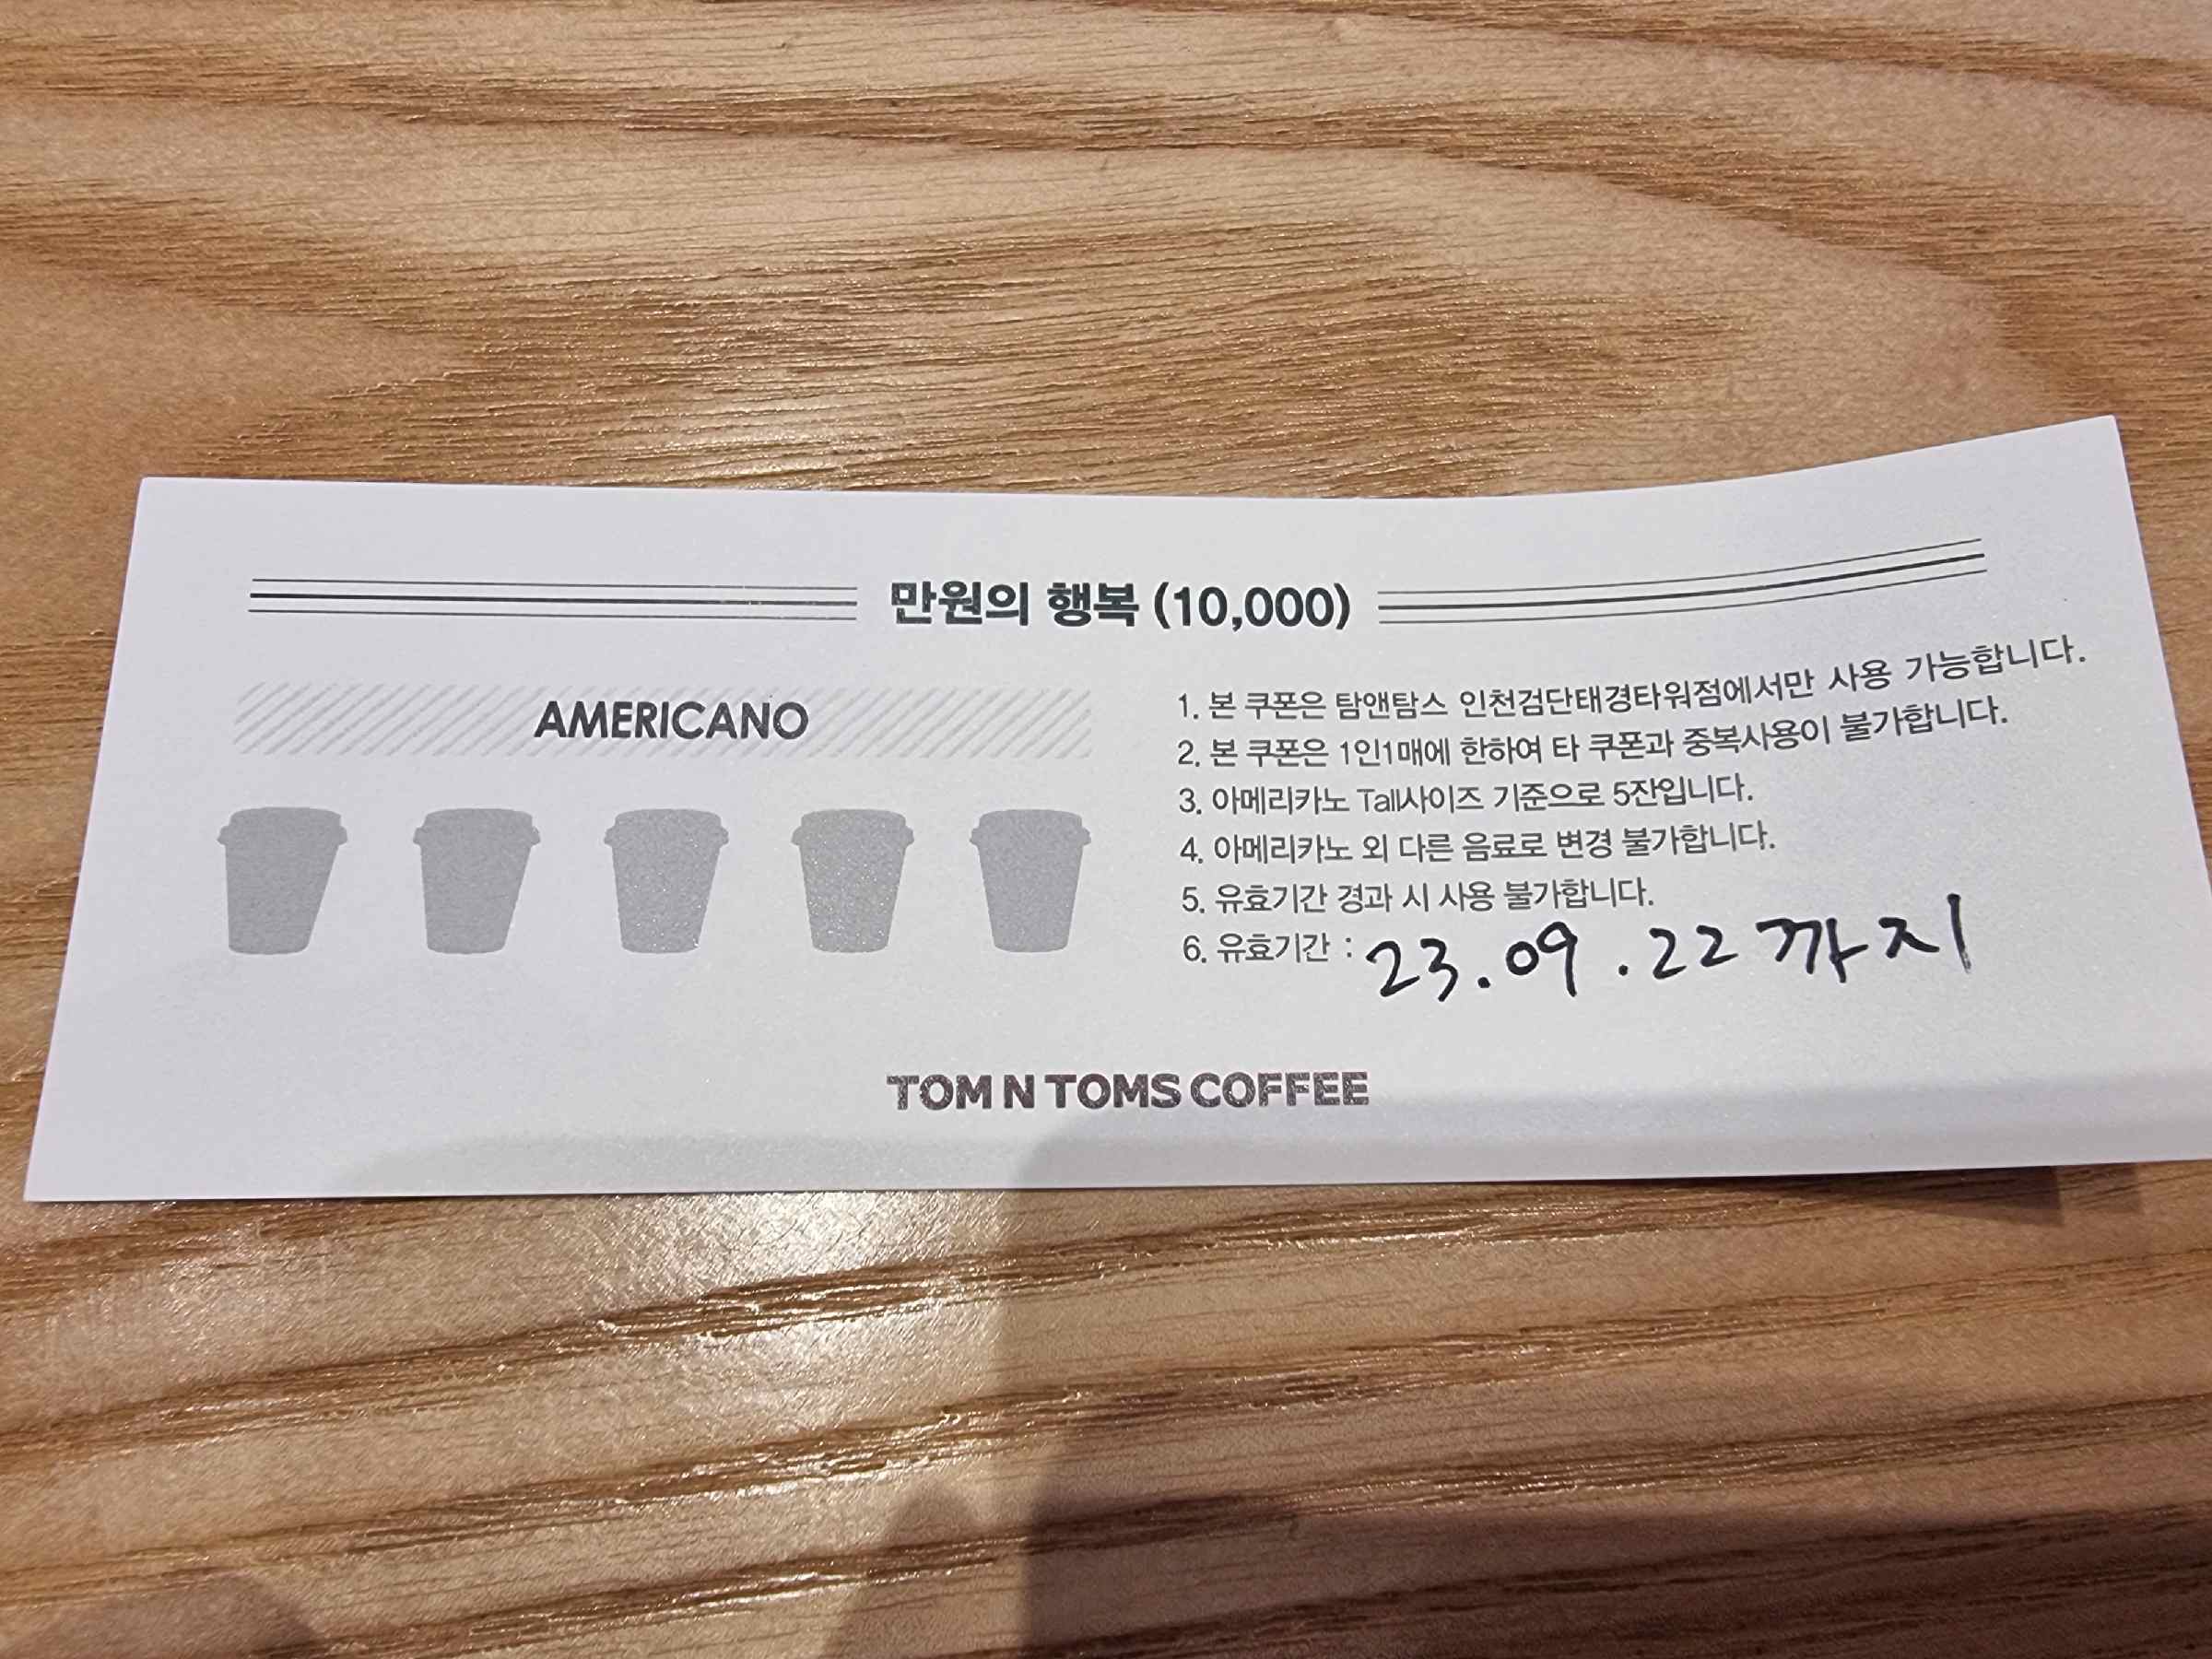 만원의 행복 (10,000)
AMERICANO
1. 본 쿠폰은 탐앤탐스 인천검단태경타워점에서만 사용 가능합니다.
2. 본 쿠폰은 1인1매에 한하여 타 쿠폰과 중복사용이 불가합니다.
3. 아메리카노 Tall사이즈 기준으로 5잔입니다.
4. 아메리카노 외 다른 음료로 변경 불가합니다.
5. 유효기간 경과 시 사용 불가합니다.
6. 유효기간 : 23.09.22까지
TOM N TOMS COFFEE